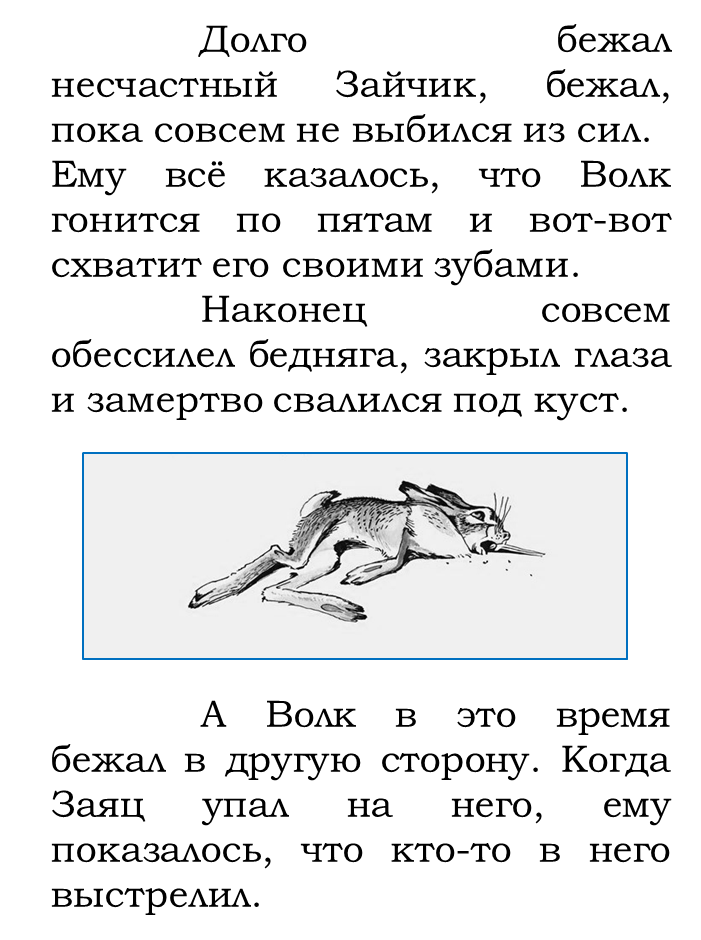 Долго бежал
несчастный Зайчик, бежал,
пока совсем не выбился из сил.
Ему всё казалось, что Волк
гонится по пятам и вот-вот
схватит его своими зубами.
Наконец совсем
обессилел бедняга, закрыл глаза
и замертво свалился под куст.
А Волк в это время
бежал в другую сторону. Когда
Заяц упал на него, ему
показалось, что кто-то в него
выстрелил.